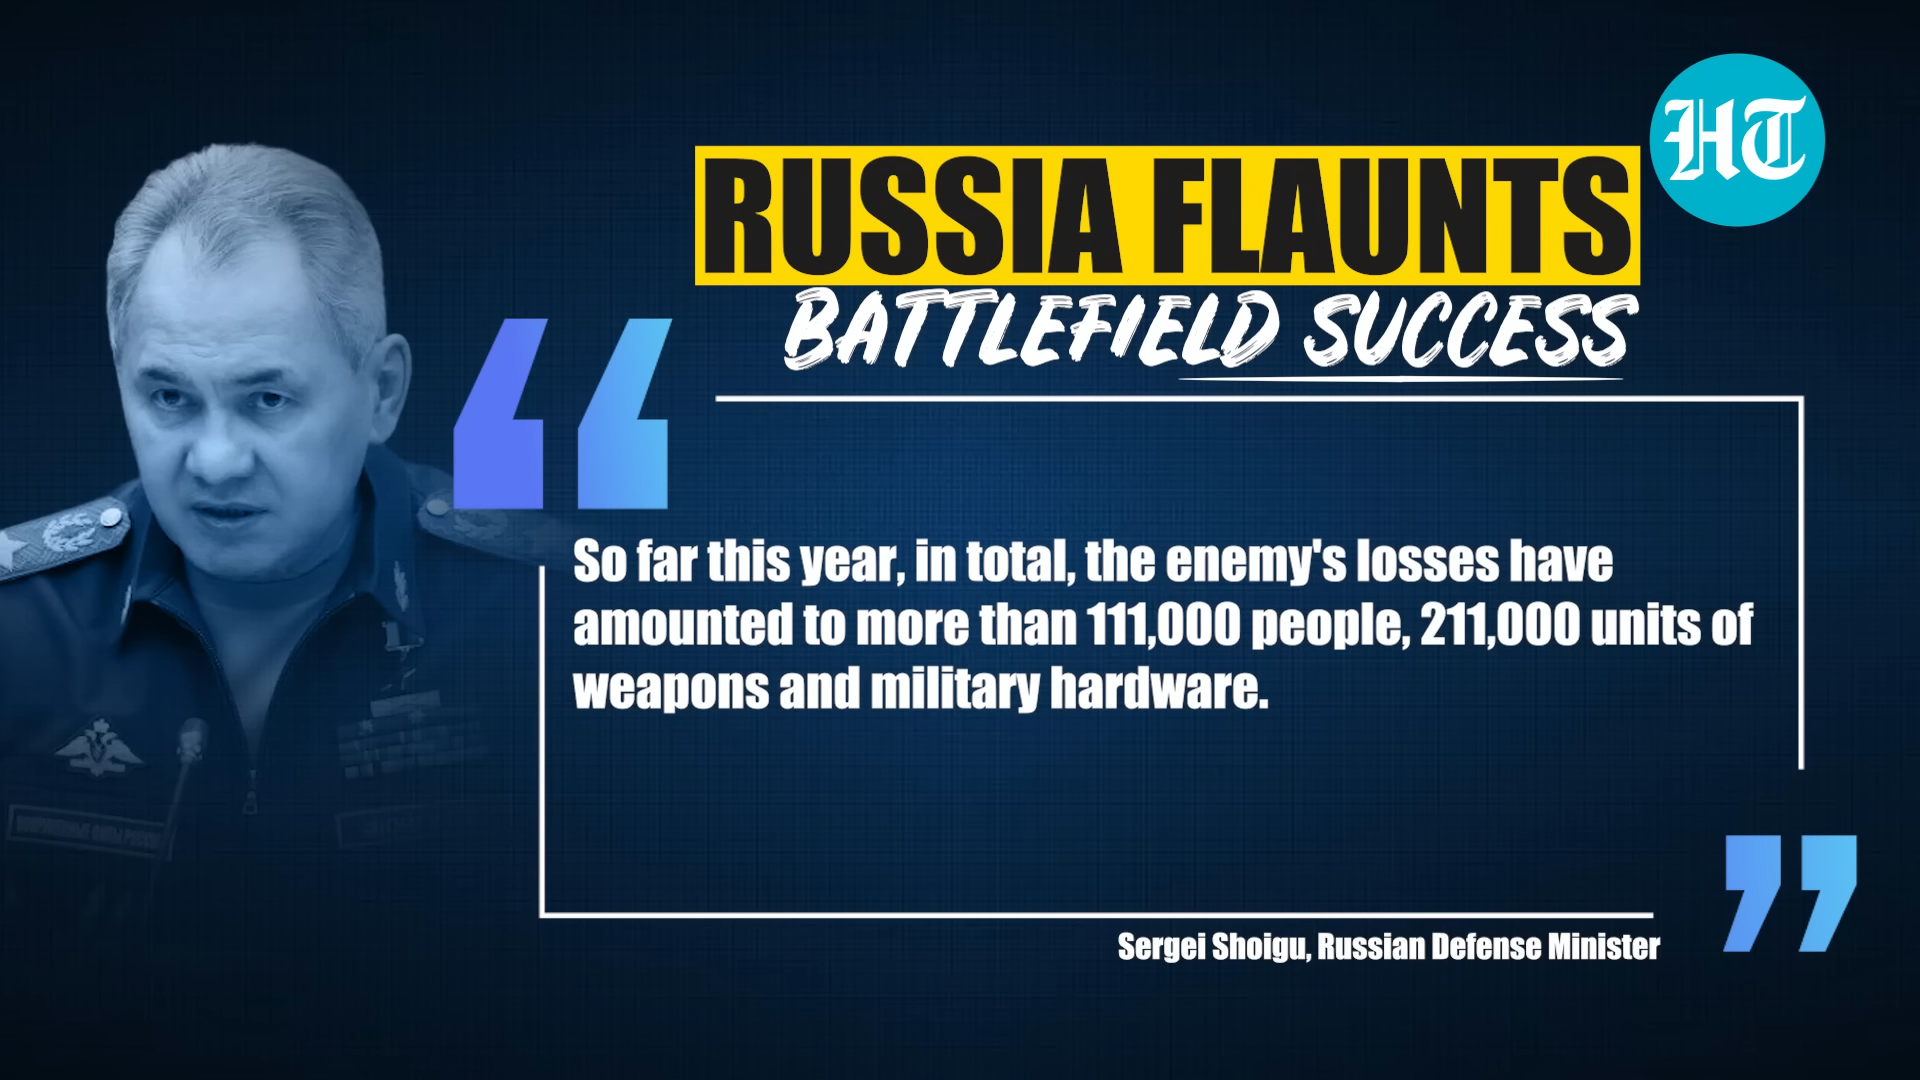 HT
RUSSIA FLAUNTS
BATTLEFIELD SUCCESS
So far this year, in total, the enemy's losses have
amounted to more than 111,000 people, 211,000 units of
weapons and military hardware.
Sergei Shoigu, Russian Defense Minister